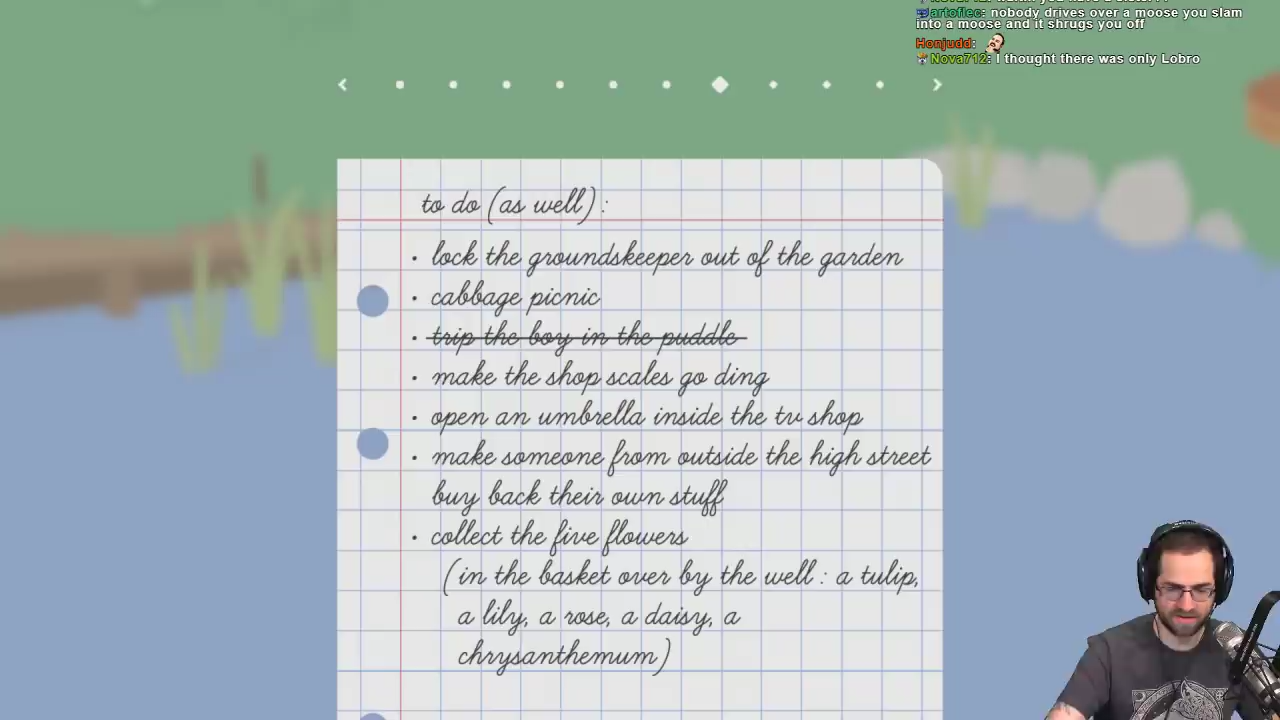 artoflec: nobody drives over a moose you slam
into a moose and it shrugs you off
Honjudd:
Nova712: I thought there was only Lobro
to do (as well):
· lock the groundskeeper out of the garden
· cabbage picnic
· trip the boy in the puddle
· make the shop scales go ding
· open an umbrella inside the tv shop
· make someone from outside the high street
buy back their own stuff
· collect the five flowers
(in the basket over by the well : a tulip,
a lily, a rose, a daisy, a
chrysanthemum)